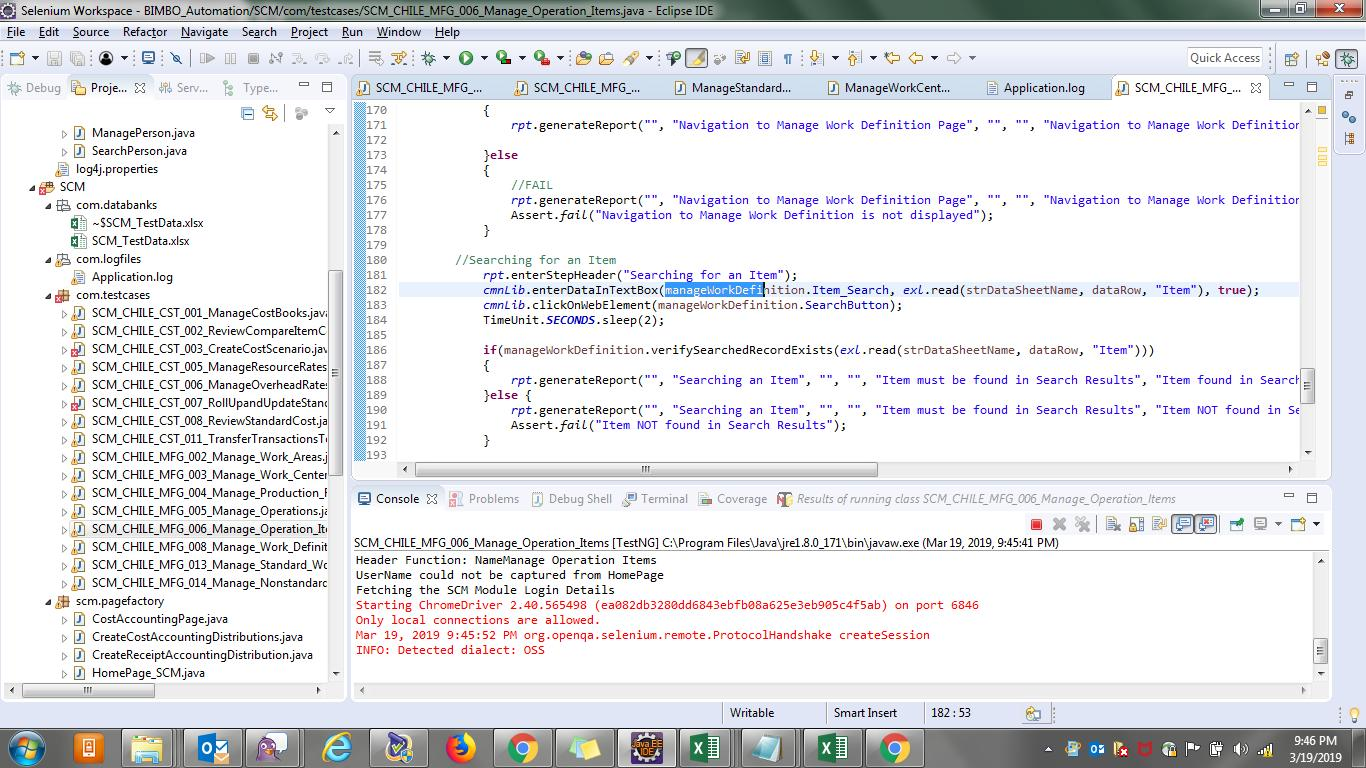 Selenium Workspace - BIMBO_Automation/SCM/com/testcases/SCM_CHILE_MFG_006_Manage_Operation_Items.java - Eclipse IDE
File Edit Source Refactor Navigate Search Project Run Window Help
Quick Access
Debug Proje... Serv... Type...
ManagePerson.java
SearchPerson.java
log4j.properties
SCM
com.databanks
~$SCM_TestData.xlsx
SCM_TestData.xlsx
com.logfiles
Application.log
com.testcases
SCM_CHILE_CST_001_ManageCostBooks.java
SCM_CHILE_CST_002_ReviewCompareItemC
SCM_CHILE_CST_003_CreateCostScenario.jav
SCM_CHILE_CST_005_ManageResourceRates
SCM_CHILE_CST_006_ManageOverheadRates
SCM_CHILE_CST_007_RollUpandUpdateStand
SCM_CHILE_CST_008_ReviewStandardCost.ja
SCM_CHILE_CST_011_TransferTransactionsTo
SCM_CHILE_MFG_002_Manage_Work_Areas.j
SCM_CHILE_MFG_003_Manage_Work_Center
SCM_CHILE_MFG_004_Manage_Production_R
SCM_CHILE_MFG_005_Manage_Operations.ja
SCM_CHILE_MFG_006_Manage_Operation_Ite
SCM_CHILE_MFG_008_Manage_Work_Definit
SCM_CHILE_MFG_013_Manage_Standard_Wo
SCM_CHILE_MFG_014_Manage_Nonstandard
scm.pagefactory
CostAccountingPage.java
CreateCostAccountingDistributions.java
CreateReceiptAccountingDistribution.java
HomePage_SCM.java
SCM_CHILE_MFG_... SCM_CHILE_MFG_... ManageStandard... ManageWorkCent... Application.log SCM_CHILE_MFG_...
170 {
171 rpt.generateReport("", "Navigation to Manage Work Definition Page", "", "", "Navigation to Manage Work Definition
172
173 }else
174 {
175 //FAIL
176 rpt.generateReport("", "Navigation to Manage Work Definition Page", "", "", "Navigation to Manage Work Definition
177 Assert.fail("Navigation to Manage Work Definition is not displayed");
178 }
179
180 //Searching for an Item
181 rpt.enterStepHeader("Searching for an Item");
182 cmnLib.enterDataInTextBox(manageWorkDefinition.Item_Search, exl.read(strDataSheetName, dataRow, "Item"), true);
183 cmnLib.clickOnWebElement(manageWorkDefinition.SearchButton);
184 TimeUnit.SECONDS.sleep(2);
185
186 if(manageWorkDefinition.verifySearchedRecordExists(exl.read(strDataSheetName, dataRow, "Item")))
187 {
188 rpt.generateReport("", "Searching an Item", "", "", "Item must be found in Search Results", "Item found in Search
189 }else {
190 rpt.generateReport("", "Searching an Item", "", "", "Item must be found in Search Results", "Item NOT found in Se
191 Assert.fail("Item NOT found in Search Results");
192 }
193
Console Problems Debug Shell Terminal Coverage Results of running class SCM_CHILE_MFG_006_Manage_Operation_Items
SCM_CHILE_MFG_006_Manage_Operation_Items [TestNG] C:\Program Files\Java\jre1.8.0_171\bin\javaw.exe (Mar 19, 2019, 9:45:41 PM)
Header Function: NameManage Operation Items
UserName could not be captured from HomePage
Fetching the SCM Module Login Details
Starting ChromeDriver 2.40.565498 (ea082db3280dd6843ebfb08a625e3eb905c4f5ab) on port 6846
Only local connections are allowed.
Mar 19, 2019 9:45:52 PM org.openqa.selenium.remote.ProtocolHandshake createSession
INFO: Detected dialect: OSS
Writable Smart Insert 182 : 53
Java EE IDE
9:46 PM
3/19/2019